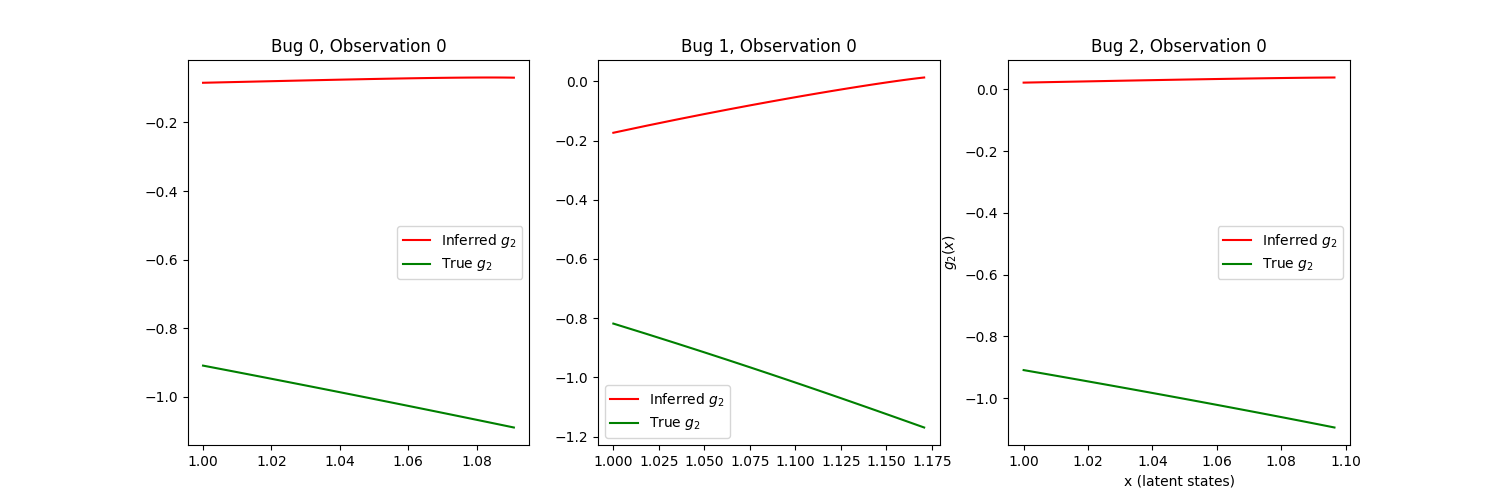 Bug 0, Observation 0
−0.2
−0.4
−0.6
−0.8
−1.0
Inferred g₂
True g₂
1.00 1.02 1.04 1.06 1.08
Bug 1, Observation 0
0.0
−0.2
−0.4
−0.6
−0.8
−1.0
−1.2
Inferred g₂
True g₂
1.000 1.025 1.050 1.075 1.100 1.125 1.150 1.175
Bug 2, Observation 0
g₂(x)
0.0
−0.2
−0.4
−0.6
−0.8
−1.0
Inferred g₂
True g₂
1.00 1.02 1.04 1.06 1.08 1.10
x (latent states)